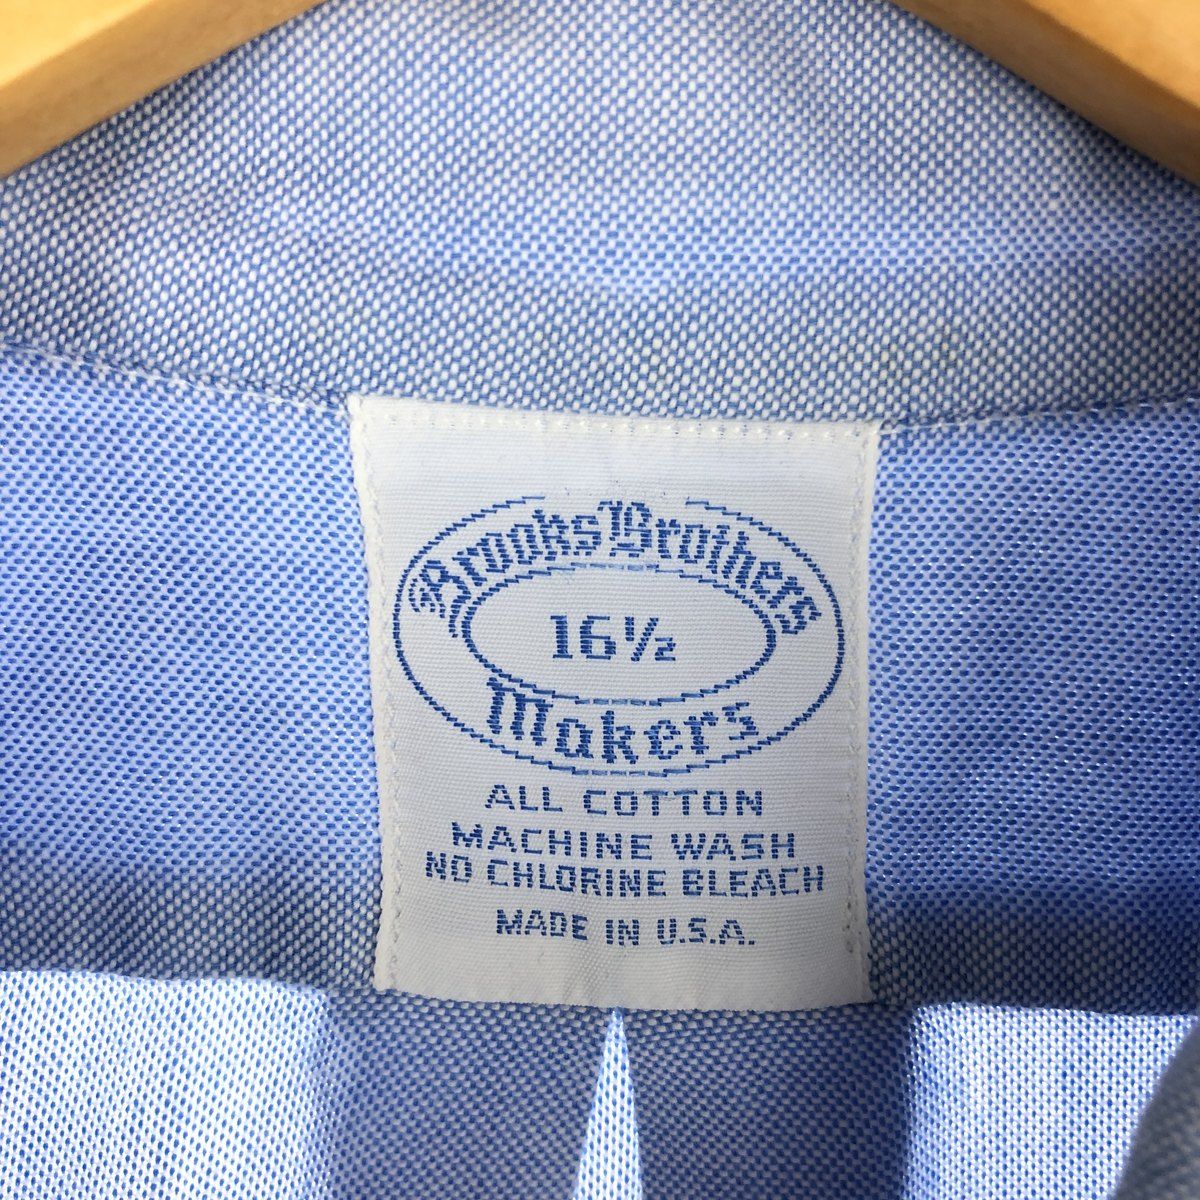 Brooks Brothers
16½
Makers
ALL COTTON
MACHINE WASH
NO CHLORINE BLEACH
MADE IN U.S.A.